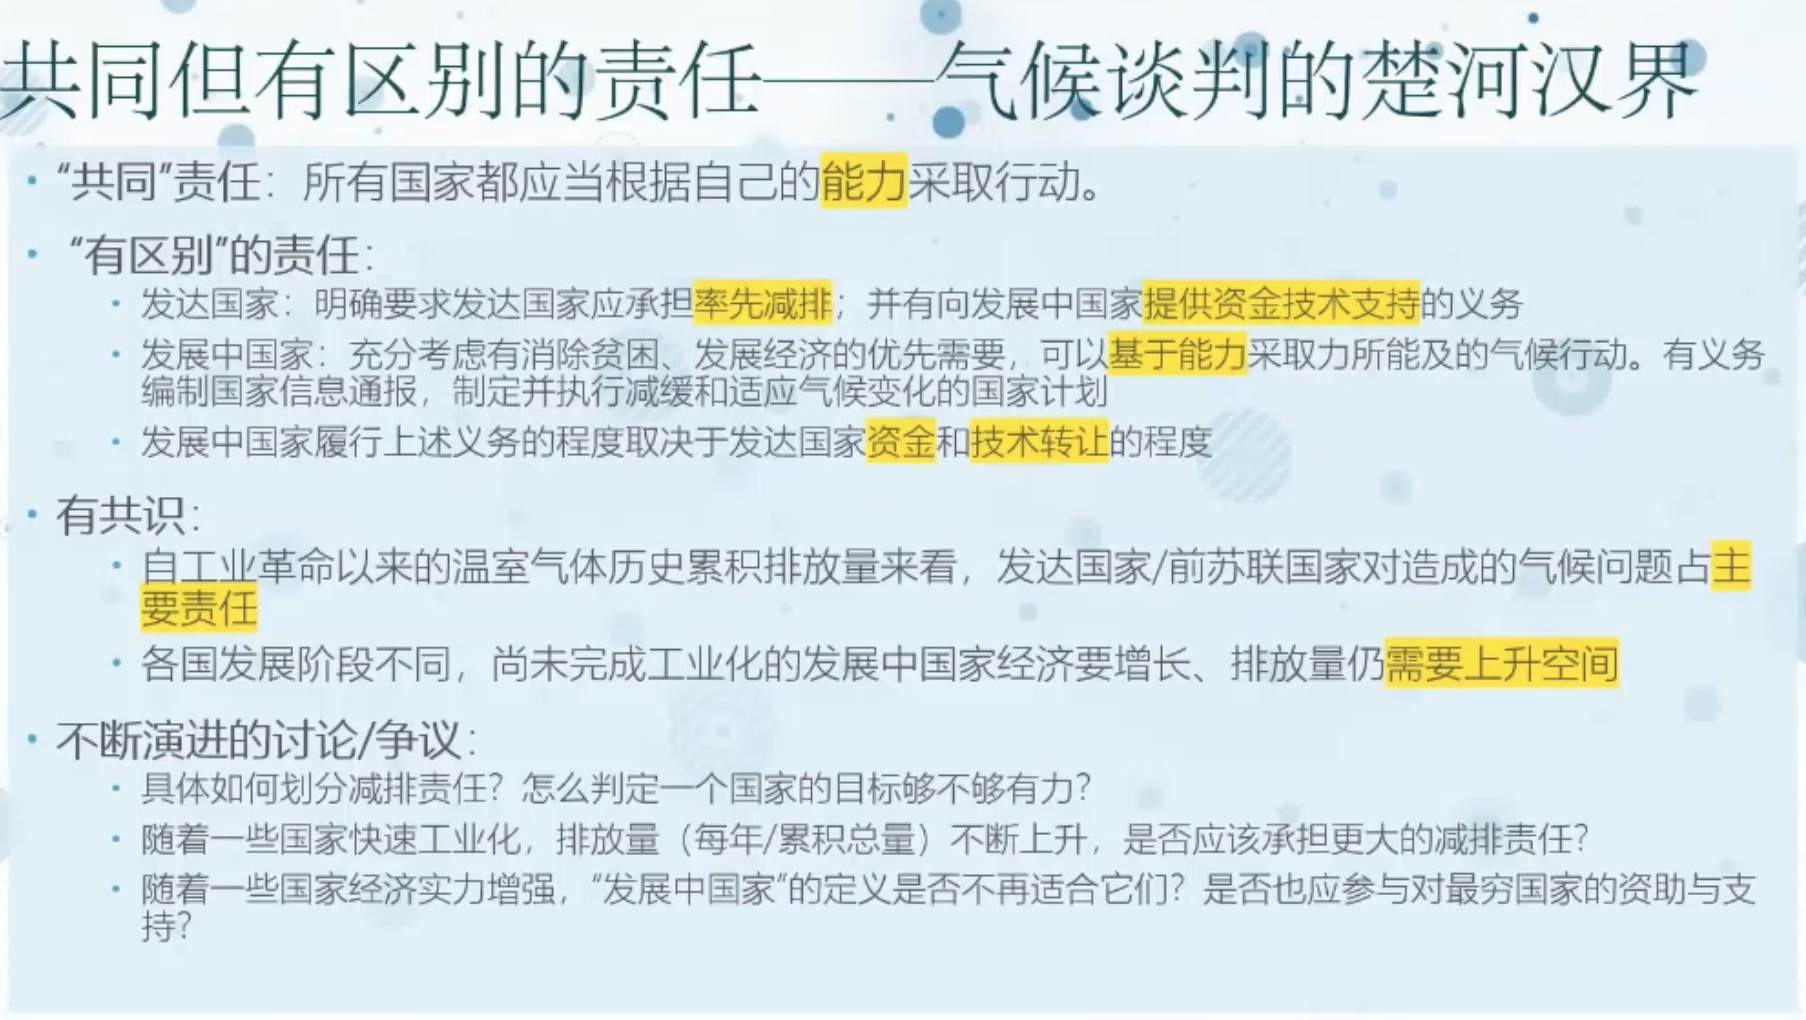 共同但有区别的责任——气候谈判的楚河汉界
• “共同”责任：所有国家都应当根据自己的能力采取行动。
• “有区别”的责任：
• 发达国家：明确要求发达国家应承担率先减排；并有向发展中国家提供资金技术支持的义务
• 发展中国家：充分考虑有消除贫困、发展经济的优先需要，可以基于能力采取力所能及的气候行动。有义务
编制国家信息通报，制定并执行减缓和适应气候变化的国家计划
• 发展中国家履行上述义务的程度取决于发达国家资金和技术转让的程度
• 有共识：
• 自工业革命以来的温室气体历史累积排放量来看，发达国家/前苏联国家对造成的气候问题占主
要责任
• 各国发展阶段不同，尚未完成工业化的发展中国家经济要增长、排放量仍需要上升空间
• 不断演进的讨论/争议：
• 具体如何划分减排责任？怎么判定一个国家的目标够不够有力？
• 随着一些国家快速工业化，排放量（每年/累积总量）不断上升，是否应该承担更大的减排责任？
• 随着一些国家经济实力增强，“发展中国家”的定义是否不再适合它们？是否也应参与对最穷国家的资助与支
持？